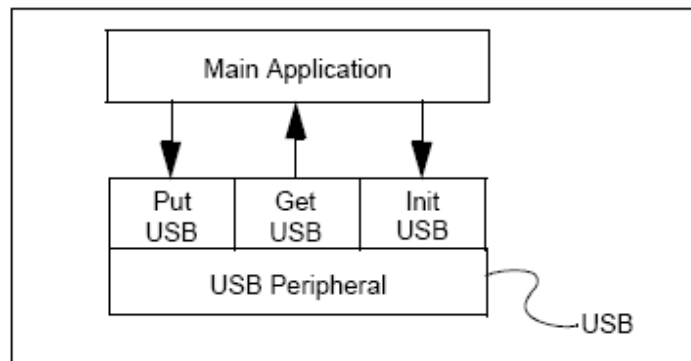 Main Application
Put Get Init
USB USB USB
USB Peripheral
USB